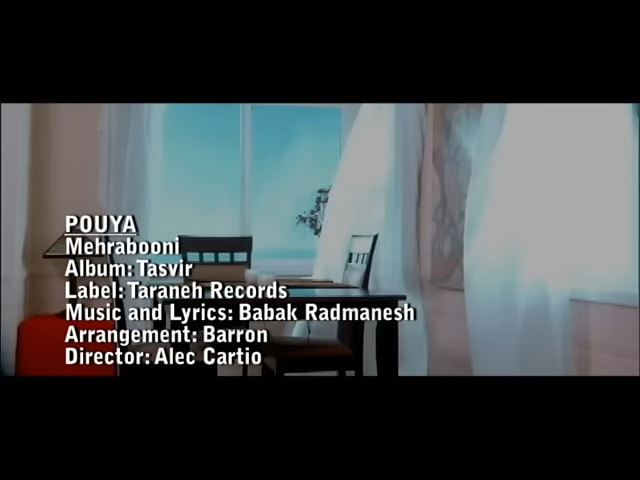 POUYA
Mehrabooni
Album: Tasvir
Label: Taraneh Records
Music and Lyrics: Babak Radmanesh
Arrangement: Barron
Director: Alec Cartio